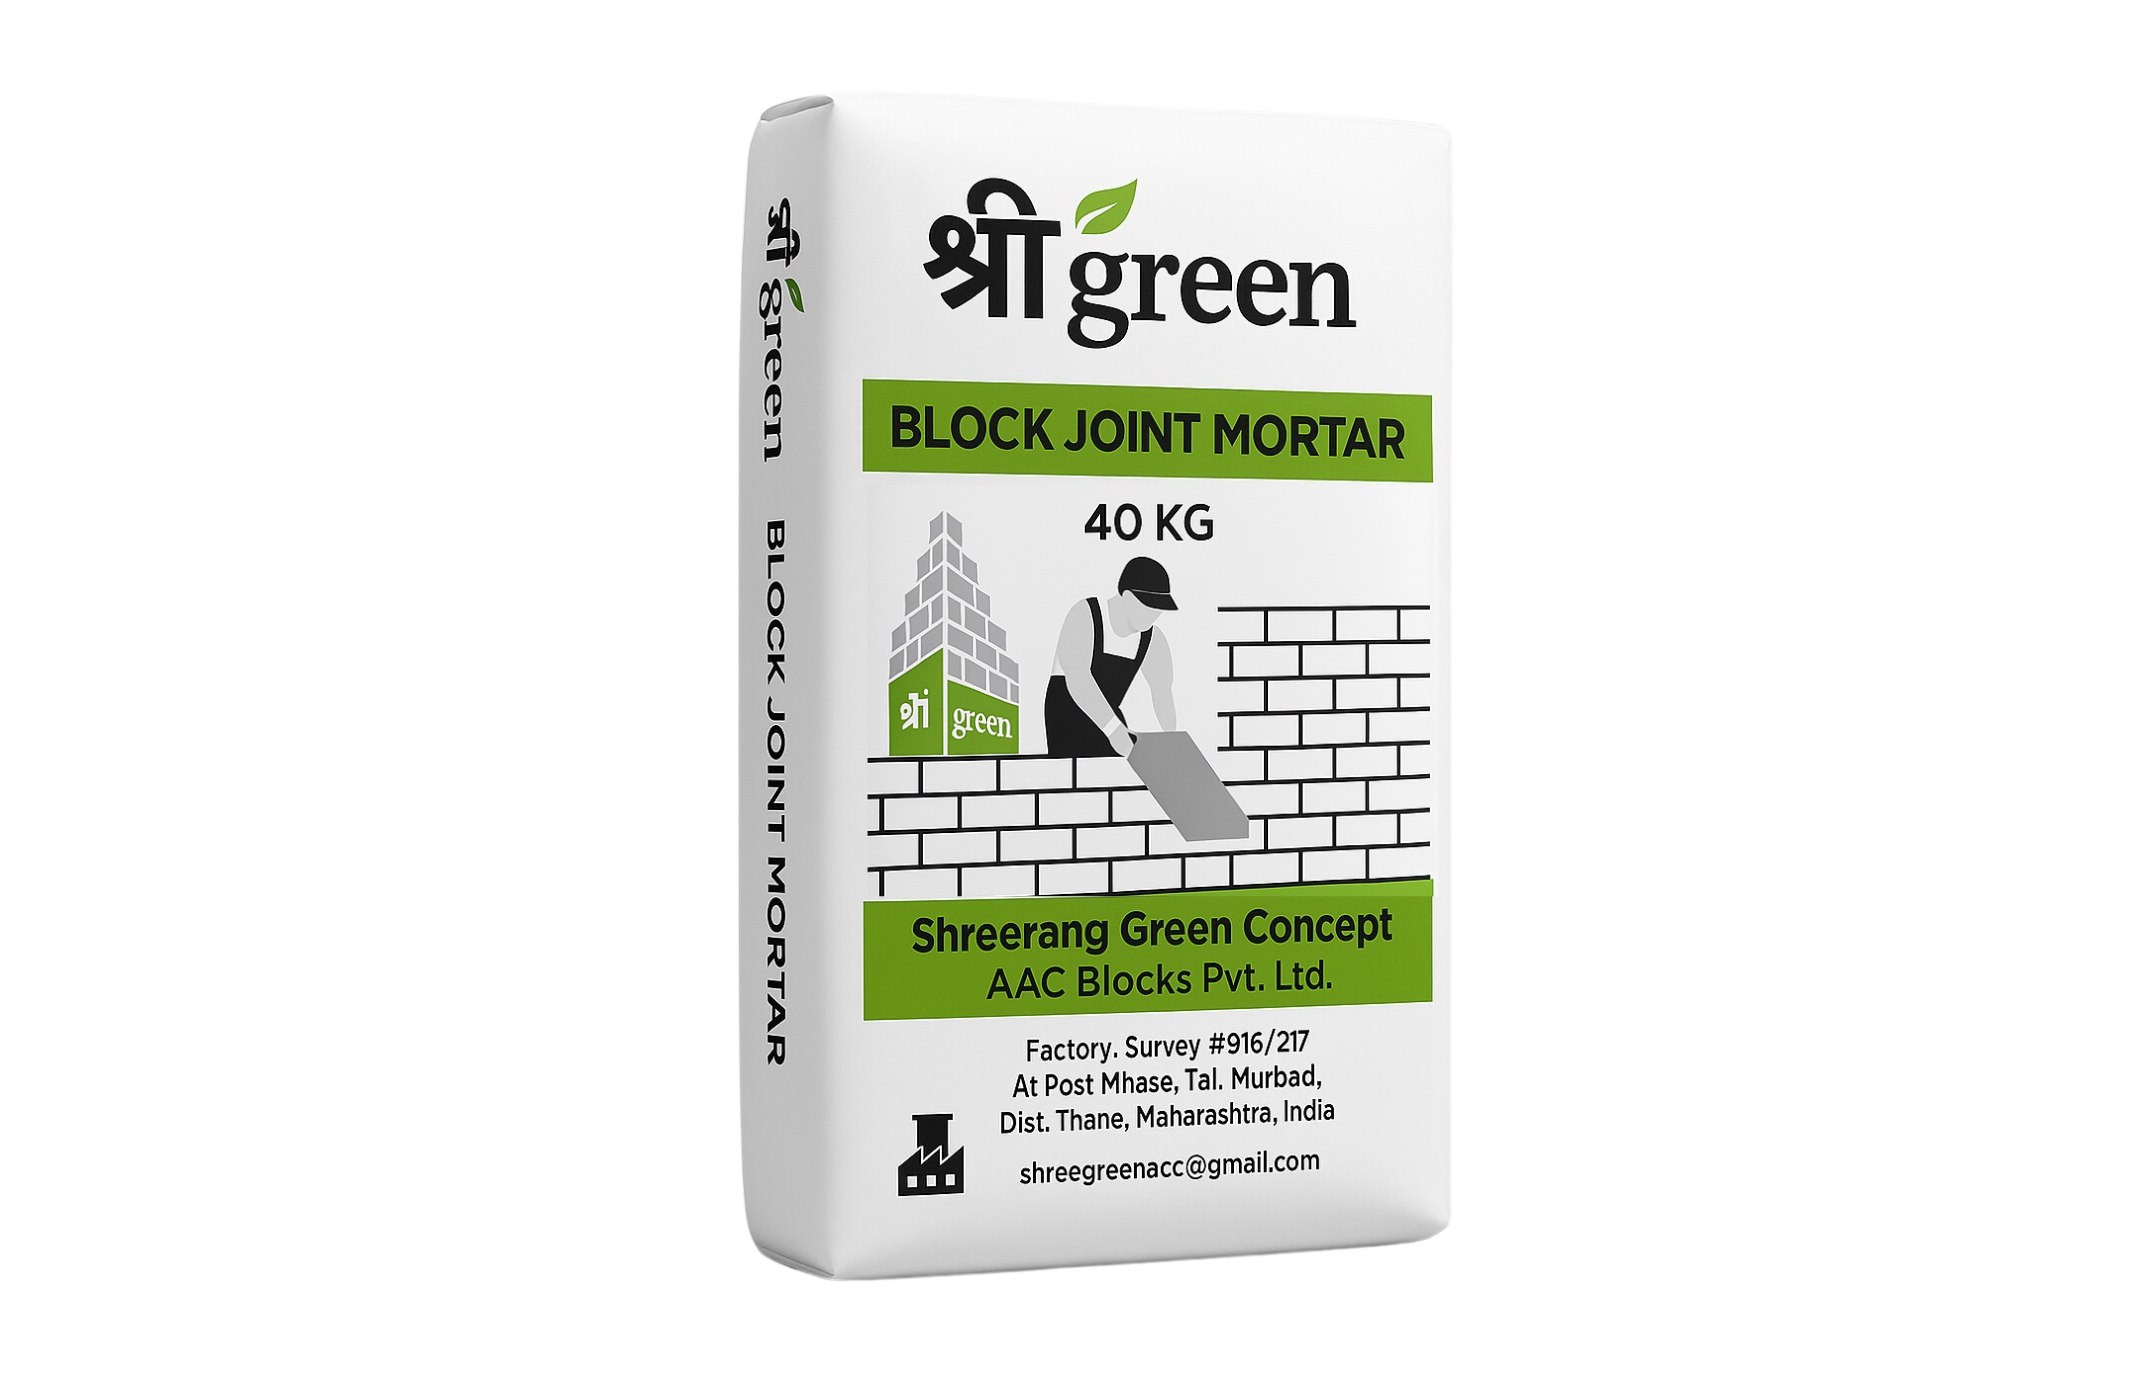 श्री green
BLOCK JOINT MORTAR
40 KG
श्री green
Shreerang Green Concept
AAC Blocks Pvt. Ltd.
Factory. Survey #916/217
At Post Mhase, Tal. Murbad,
Dist. Thane, Maharashtra, India
shreegreenacc@gmail.com
श्री green BLOCK JOINT MORTAR